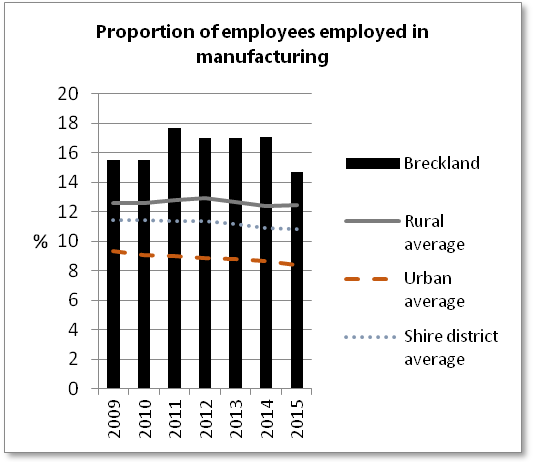 Proportion of employees employed in
manufacturing
20
18
16
14
12
10
8
6
4
2
0
%
2009
2010
2011
2012
2013
2014
2015
Breckland
Rural
average
Urban
average
Shire district
average